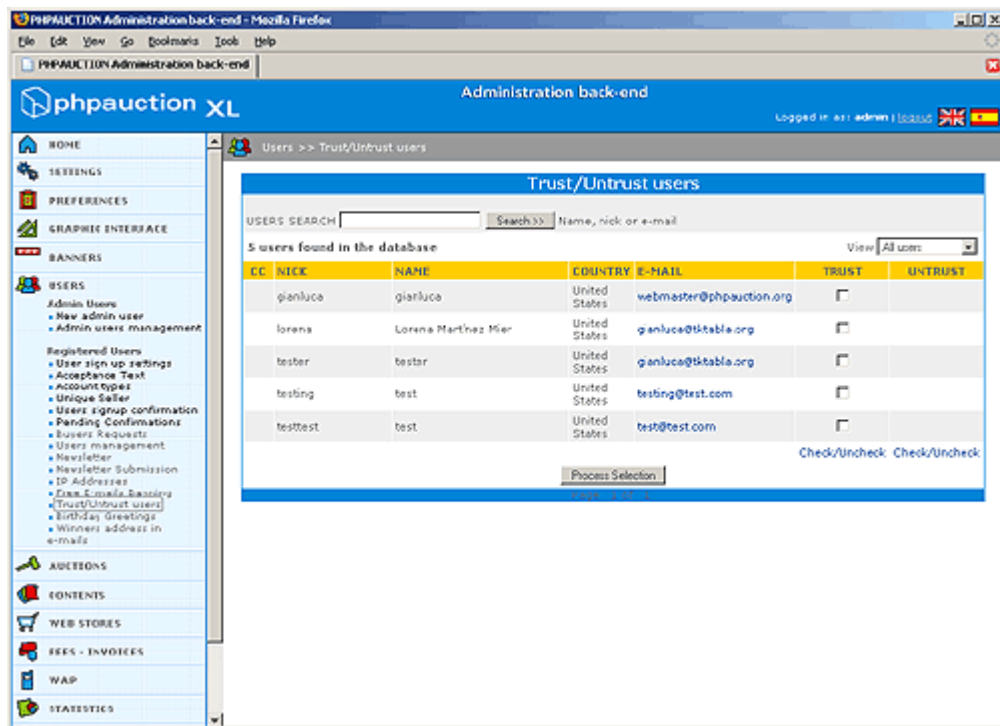 PHPAUCTION Administration back-end - Mozilla Firefox
File Edit View Go Bookmarks Tools Help
PHPAUCTION Administration back-end
phpauction XL
Administration back-end
Logged in as: admin | logout
HOME
SETTINGS
PREFERENCES
GRAPHIC INTERFACE
BANNERS
USERS
Admin Users
New admin user
Admin users management
Registered Users
User sign up settings
Acceptance Text
Account types
Unique Seller
Users signup confirmation
Pending Confirmations
Buyers Requests
Users management
Newsletter
Newsletter Submission
IP Addresses
Free E-mails Banning
Trust/Untrust users
Birthday Greetings
Winners address in
e-mails
AUCTIONS
CONTENTS
WEB STORES
FEES - INVOICES
WAP
STATISTICS
Users >> Trust/Untrust users
Trust/Untrust users
USERS SEARCH Search >> Name, nick or e-mail
5 users found in the database View All users
CC NICK NAME COUNTRY E-MAIL TRUST UNTRUST
gianluca gianluca United States webmaster@phpauction.org
lorena Lorena Martínez Mier United States gianluca@tktabla.org
tester tester United States gianluca@tktabla.org
testing test United States testing@test.com
testtest test United States test@test.com
Check/Uncheck Check/Uncheck
Process Selection